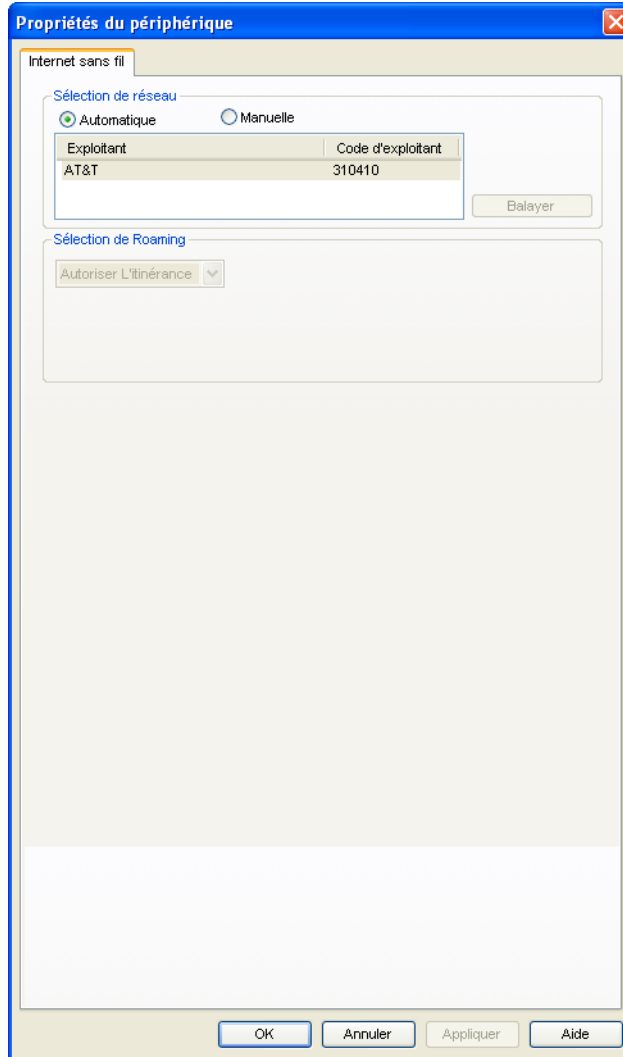 Propriétés du périphérique
Internet sans fil
Sélection de réseau
Automatique Manuelle
Exploitant Code d'exploitant
AT&T 310410
Balayer
Sélection de Roaming
Autoriser L'itinérance
OK Annuler Appliquer Aide